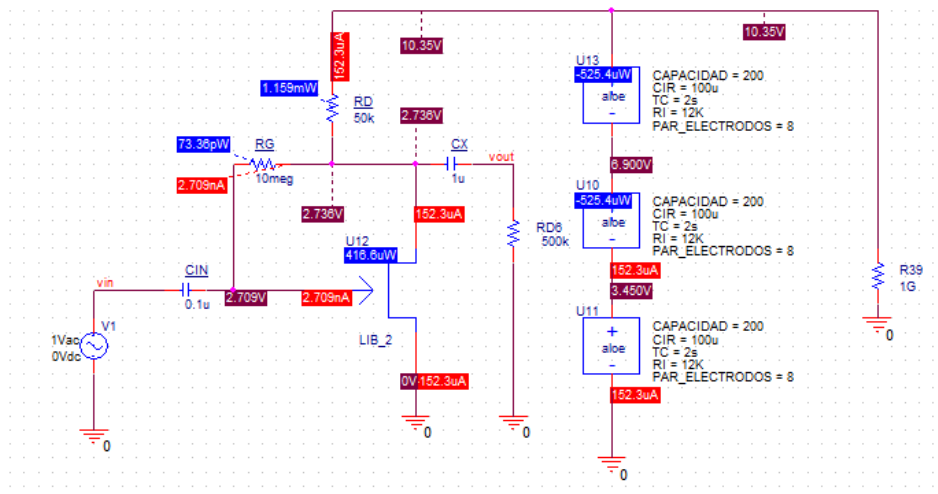 152.3uA
10.35V
10.35V
1.159mW
RD
50k
2.736V
73.36pW
RG
10meg
2.709nA
CX
1u
vout
2.736V
152.3uA
U12
416.6uW
RD6
500k
vin
CIN
0.1u
2.709V
2.709nA
V1
1Vac
0Vdc
LIB_2
0V
152.3uA
0
0
0
U13
-525.4uW
aloe
-
CAPACIDAD = 200
CIR = 100u
TC = 2s
RI = 12K
PAR_ELECTRODOS = 8
6.900V
U10
-525.4uW
aloe
-
CAPACIDAD = 200
CIR = 100u
TC = 2s
RI = 12K
PAR_ELECTRODOS = 8
152.3uA
3.450V
U11
+
aloe
-
CAPACIDAD = 200
CIR = 100u
TC = 2s
RI = 12K
PAR_ELECTRODOS = 8
152.3uA
0
R39
1G
0